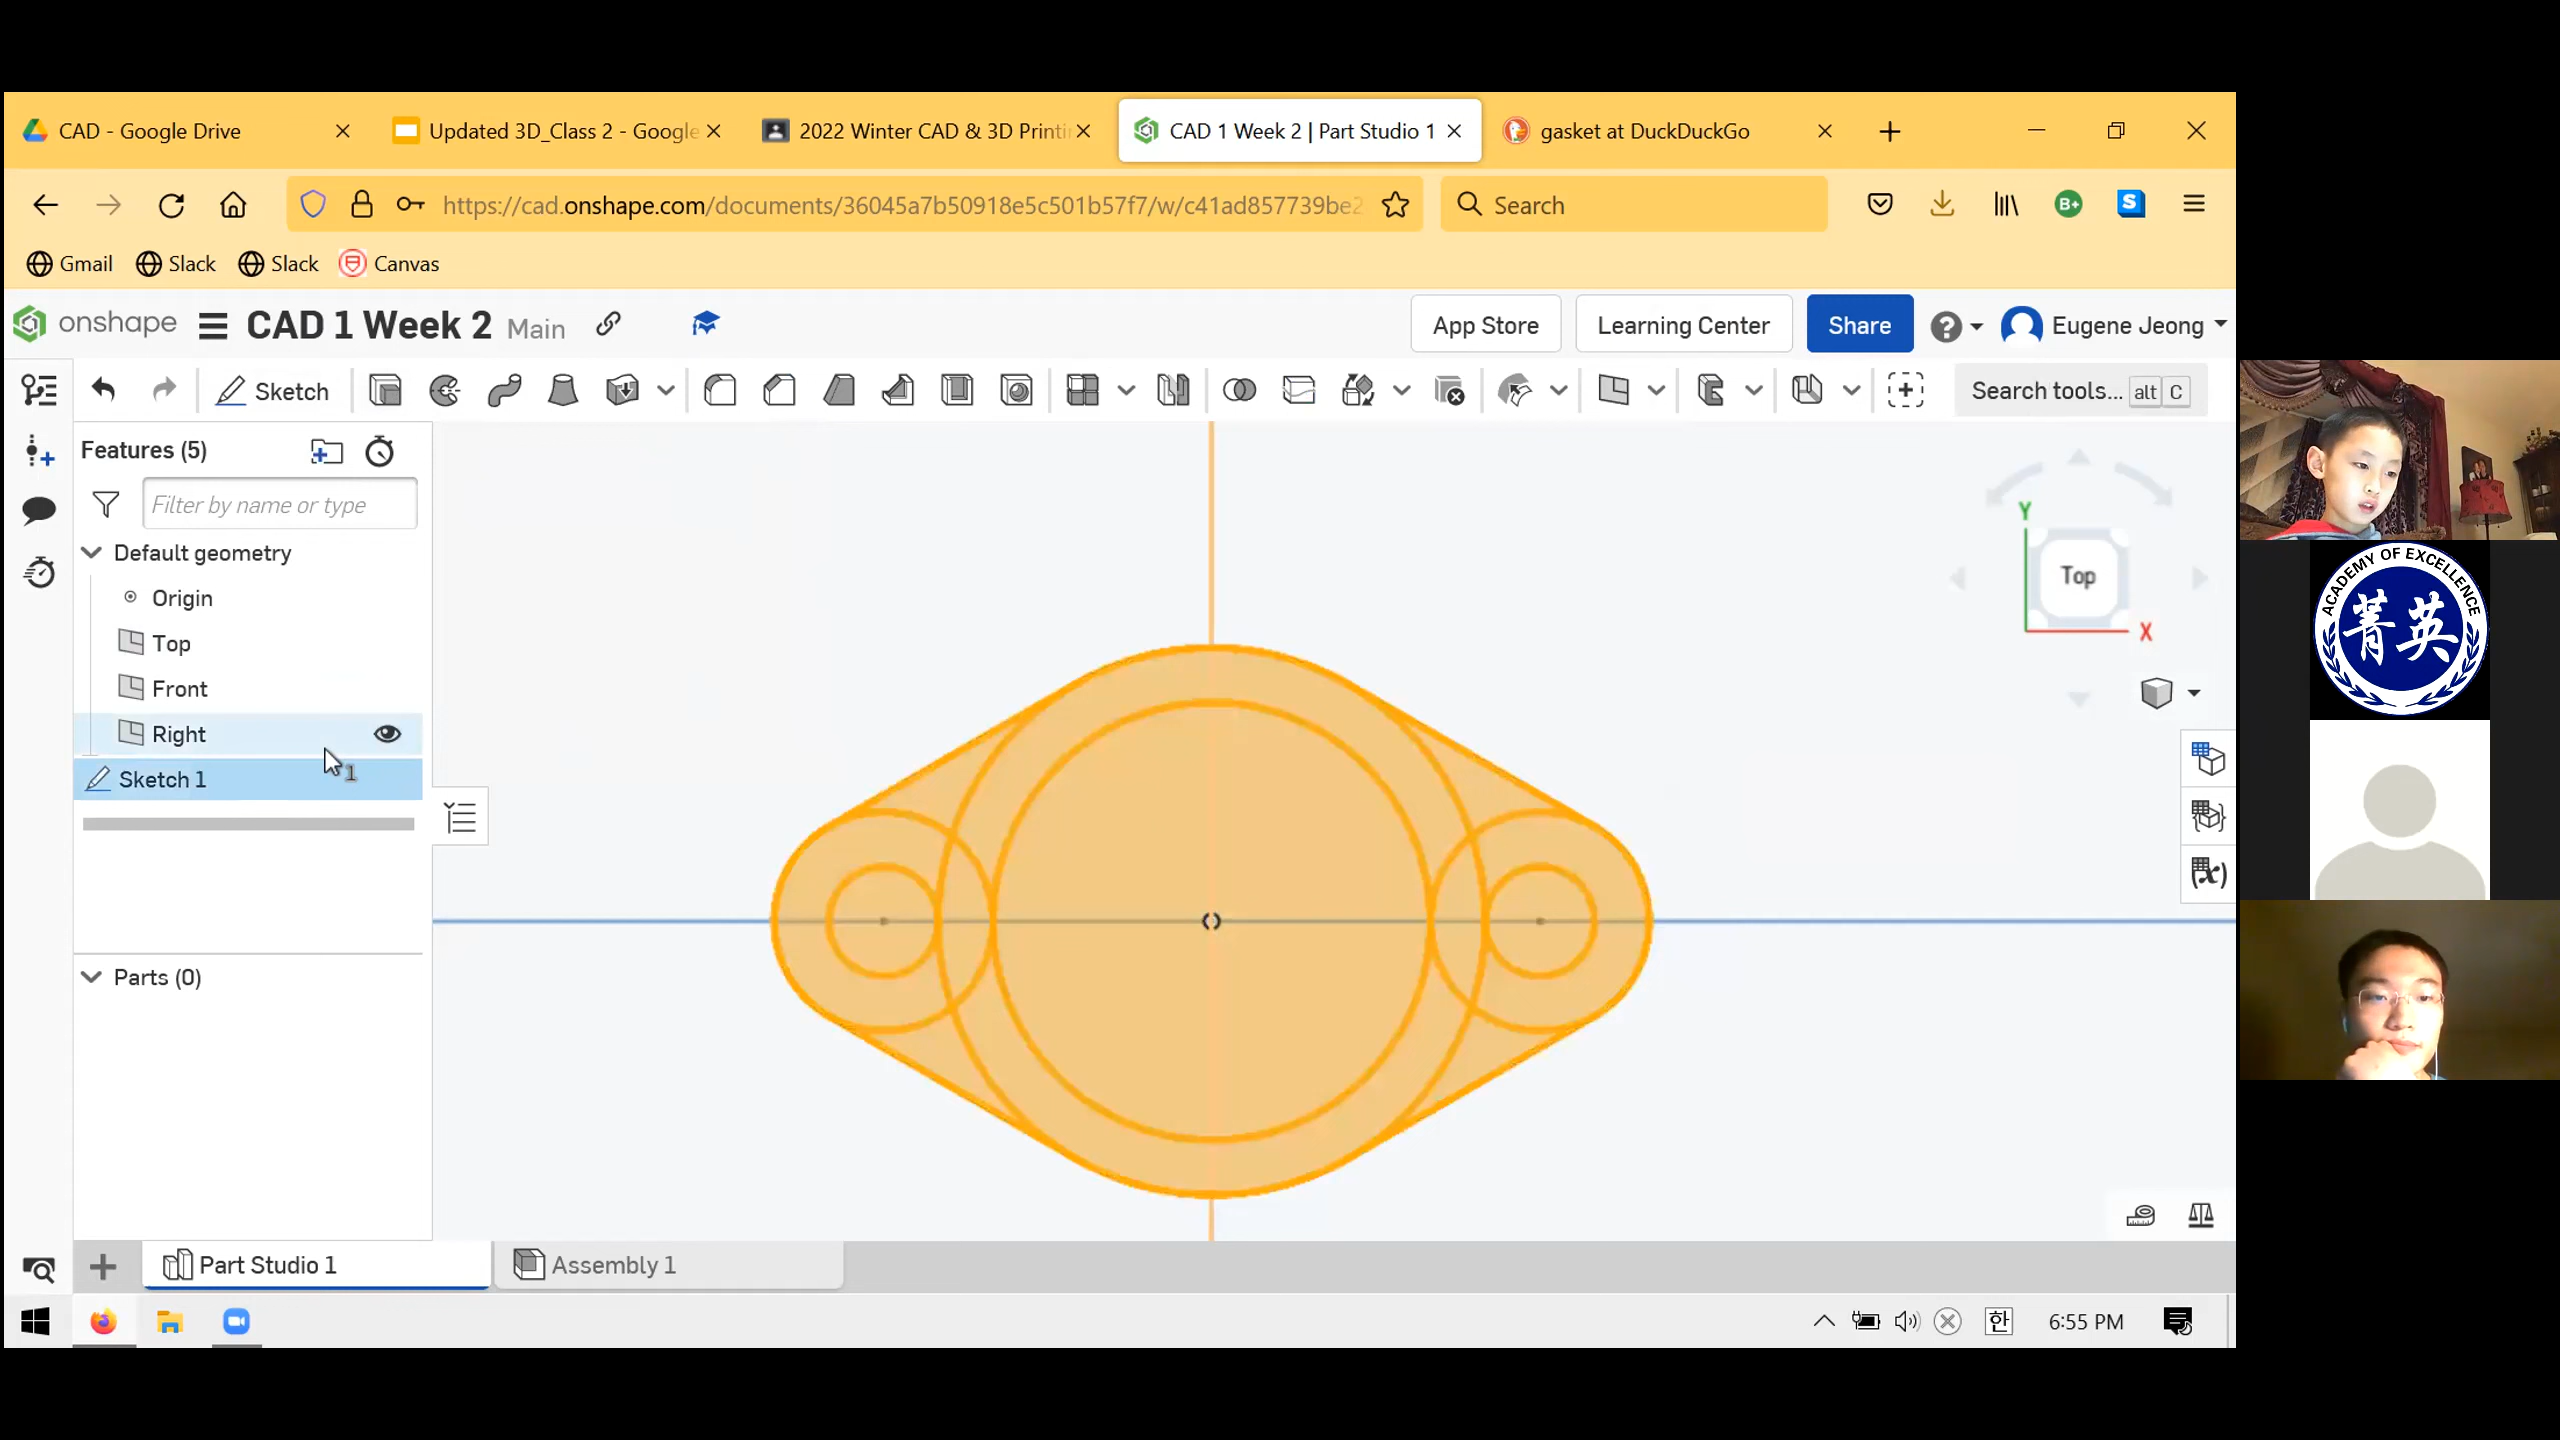 CAD - Google Drive
Updated 3D_Class 2 - Google
2022 Winter CAD & 3D Printi
CAD 1 Week 2 | Part Studio 1
gasket at DuckDuckGo
https://cad.onshape.com/documents/36045a7b50918e5c501b57f7/w/c41ad857739be2
Search
B+
S
Gmail
Slack
Slack
Canvas
onshape
CAD 1 Week 2 Main
App Store
Learning Center
Share
Eugene Jeong
Sketch
Search tools... alt C
Features (5)
Filter by name or type
Default geometry
Origin
Top
Front
Right
1
Sketch 1
Parts (0)
Y
Top
X
(x)
ACADEMY OF EXCELLENCE
菁英
Part Studio 1
Assembly 1
한
6:55 PM